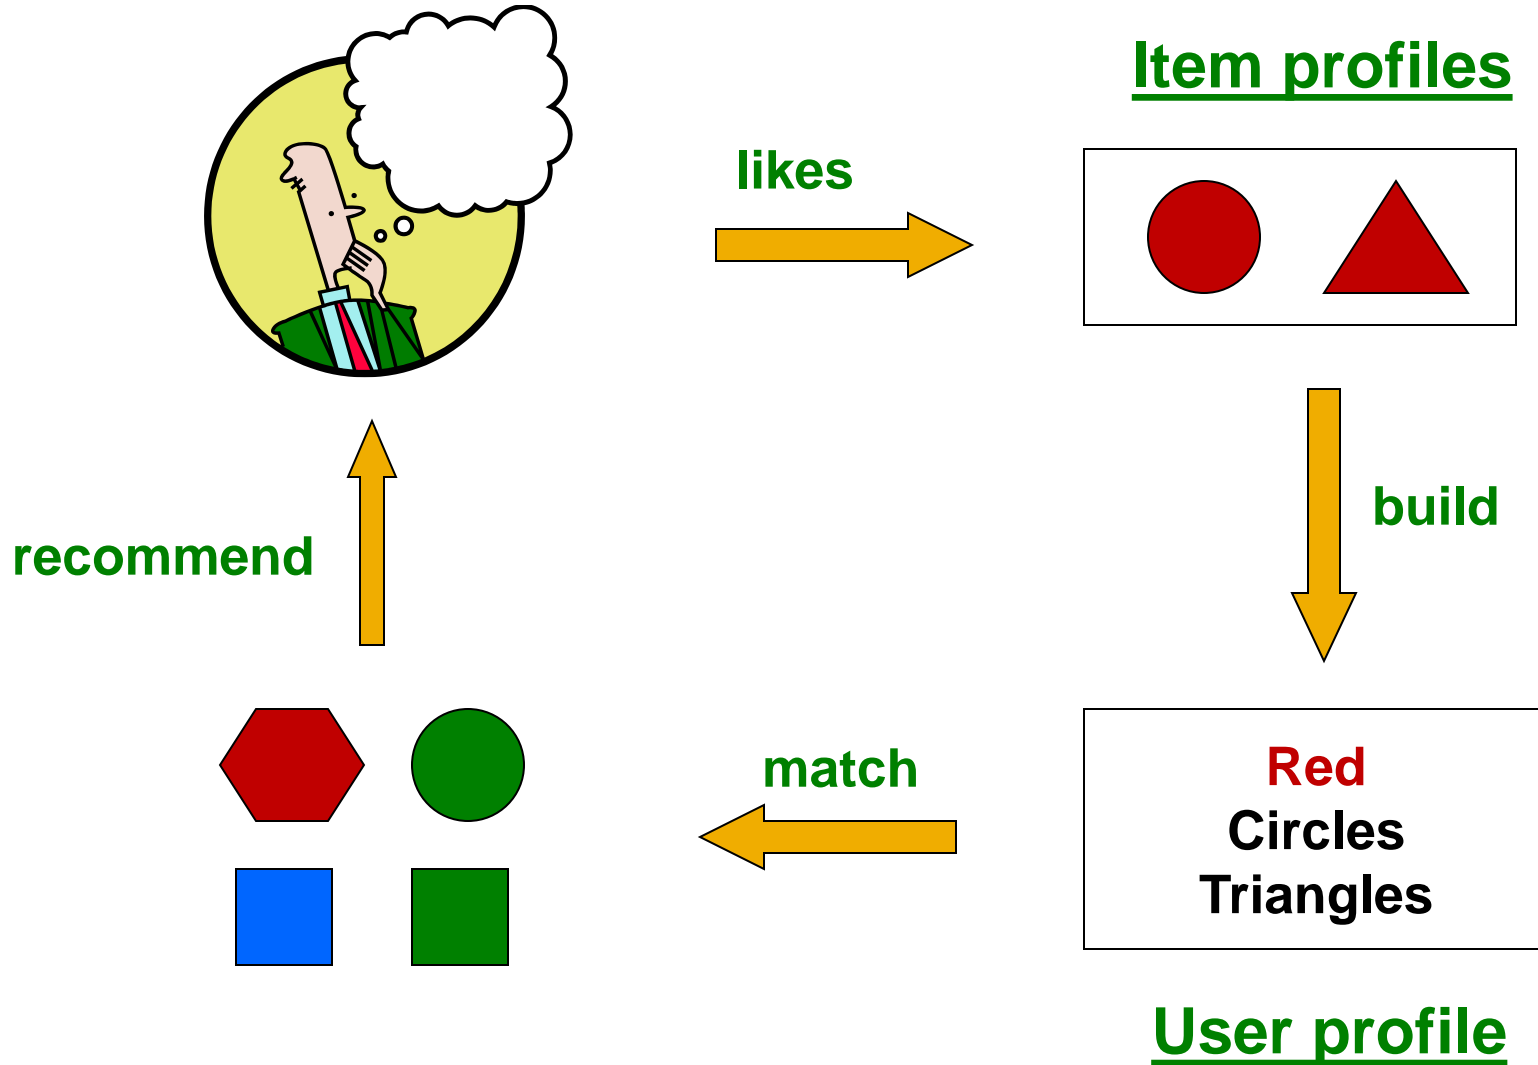 Item profiles
likes
build
recommend
match
Red
Circles
Triangles
User profile